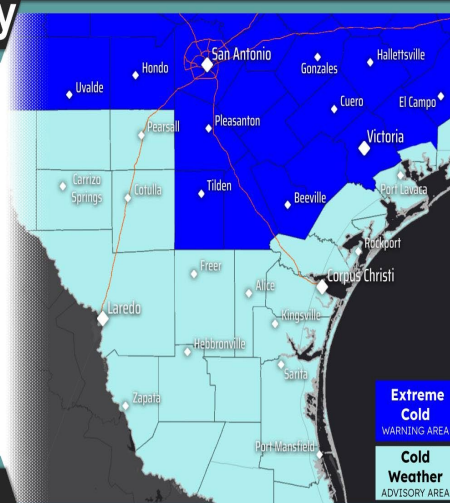 y
San Antonio
Hondo
Gonzales
Hallettsville
Uvalde
Cuero
El Campo
Pearsall
Pleasanton
Victoria
Carrizo
Springs
Cotulla
Tilden
Beeville
Port Lavaca
Rockport
Freer
Alice
Corpus Christi
Laredo
Kingsville
Hebbronville
Sarita
Zapata
Port Mansfield
Extreme
Cold
WARNING AREA
Cold
Weather
ADVISORY AREA